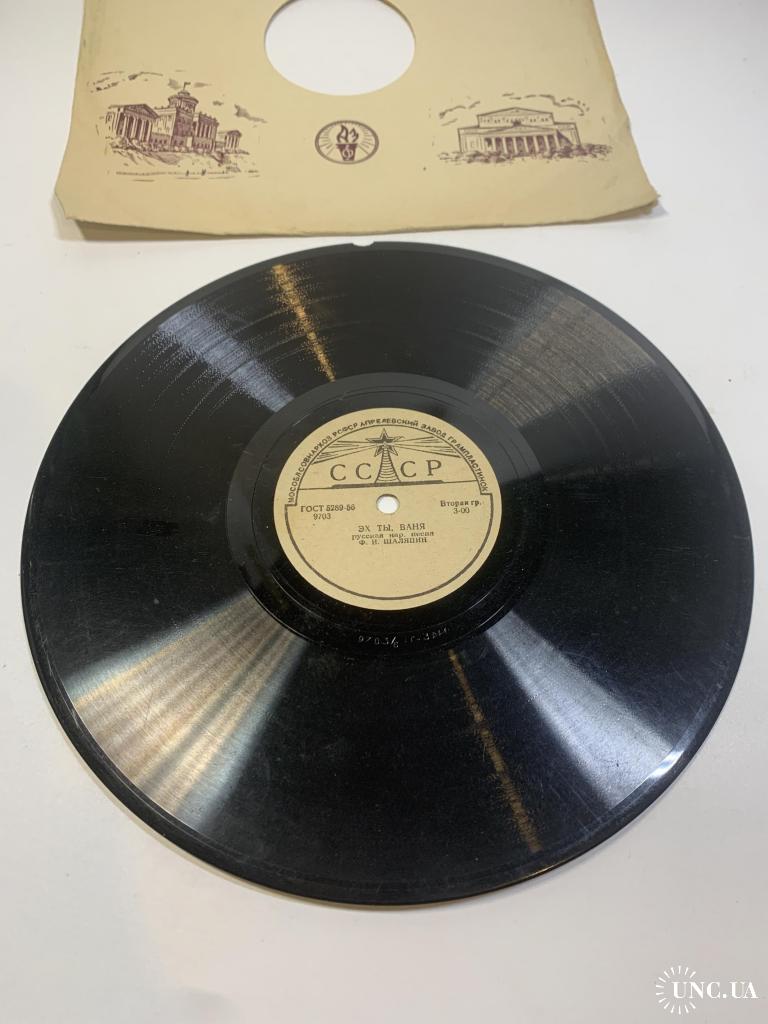 МОСОБЛСОВНАРХОЗ РСФСР АПРЕЛЕВСКИЙ ЗАВОД ГРАМПЛАСТИНОК
СССР
ГОСТ 5289-56
9703
Вторая гр.
3-00
ЭХ ТЫ, ВАНЯ
русская нар. песня
Ф. И. ШАЛЯПИН
UNC.UA